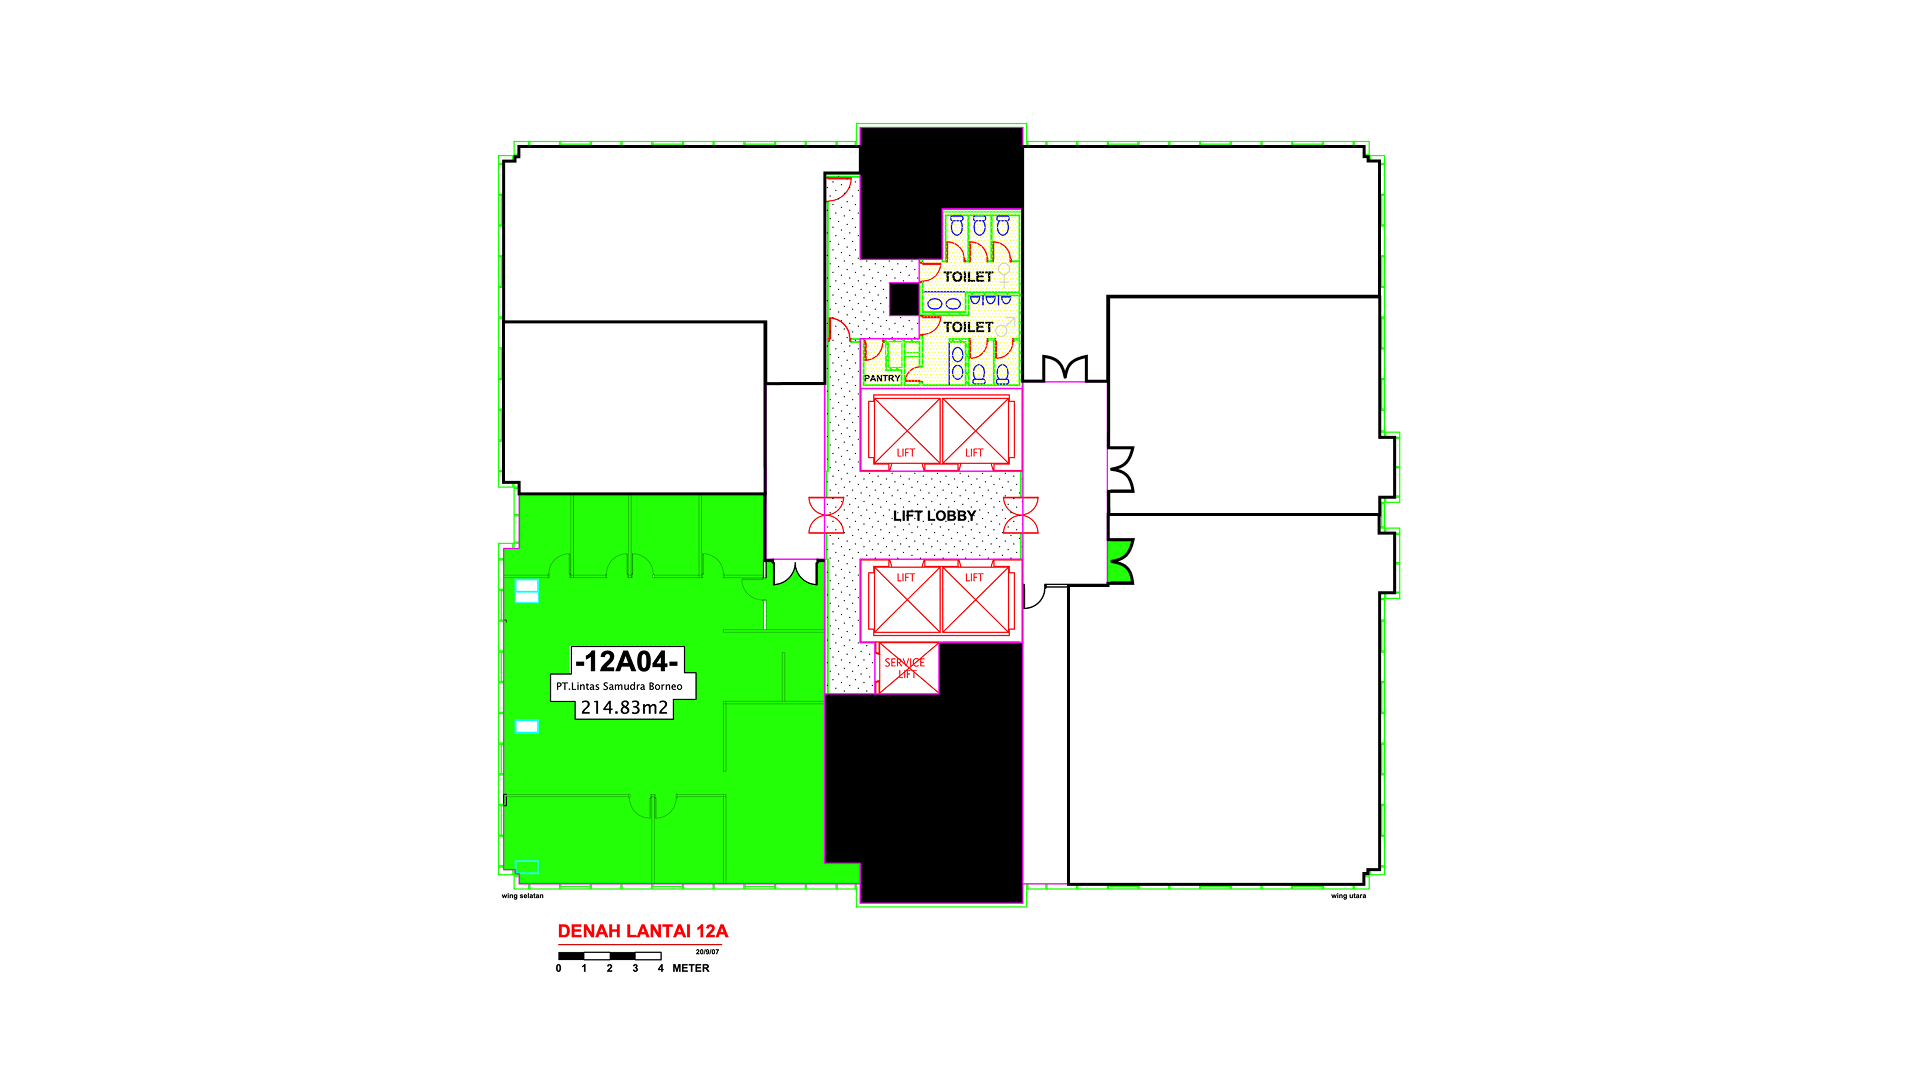 TOILET
TOILET
PANTRY
LIFT
LIFT
LIFT LOBBY
LIFT
LIFT
SERVICE
LIFT
-12A04-
PT.Lintas Samudra Borneo
214.83m2
wing selatan
wing utara
DENAH LANTAI 12A
20/9/07
0 1 2 3 4 METER